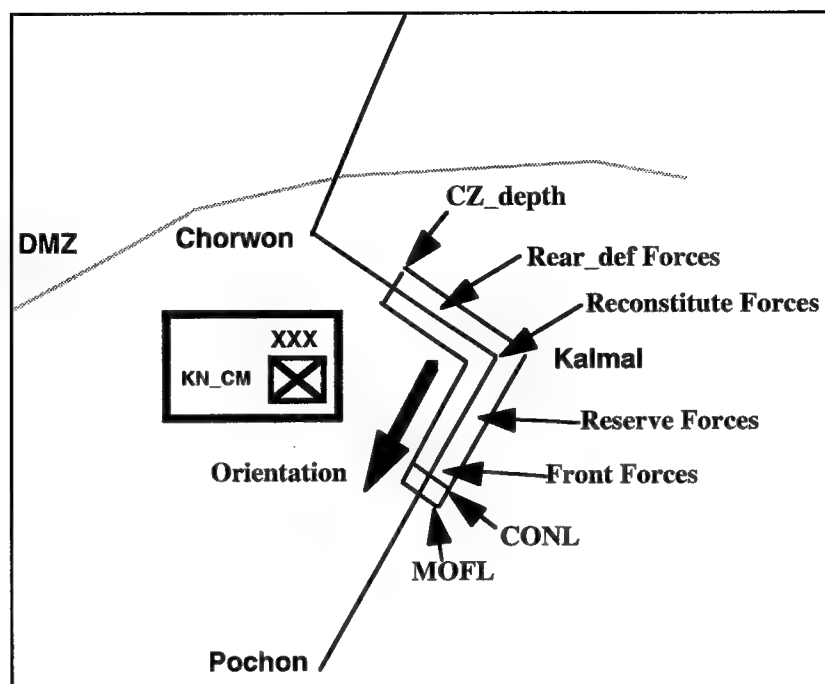 CZ_depth
DMZ
Chorwon
Rear_def Forces
Reconstitute Forces
XXX
KN_CM
Kalmal
Reserve Forces
Orientation
Front Forces
CONL
MOFL
Pochon